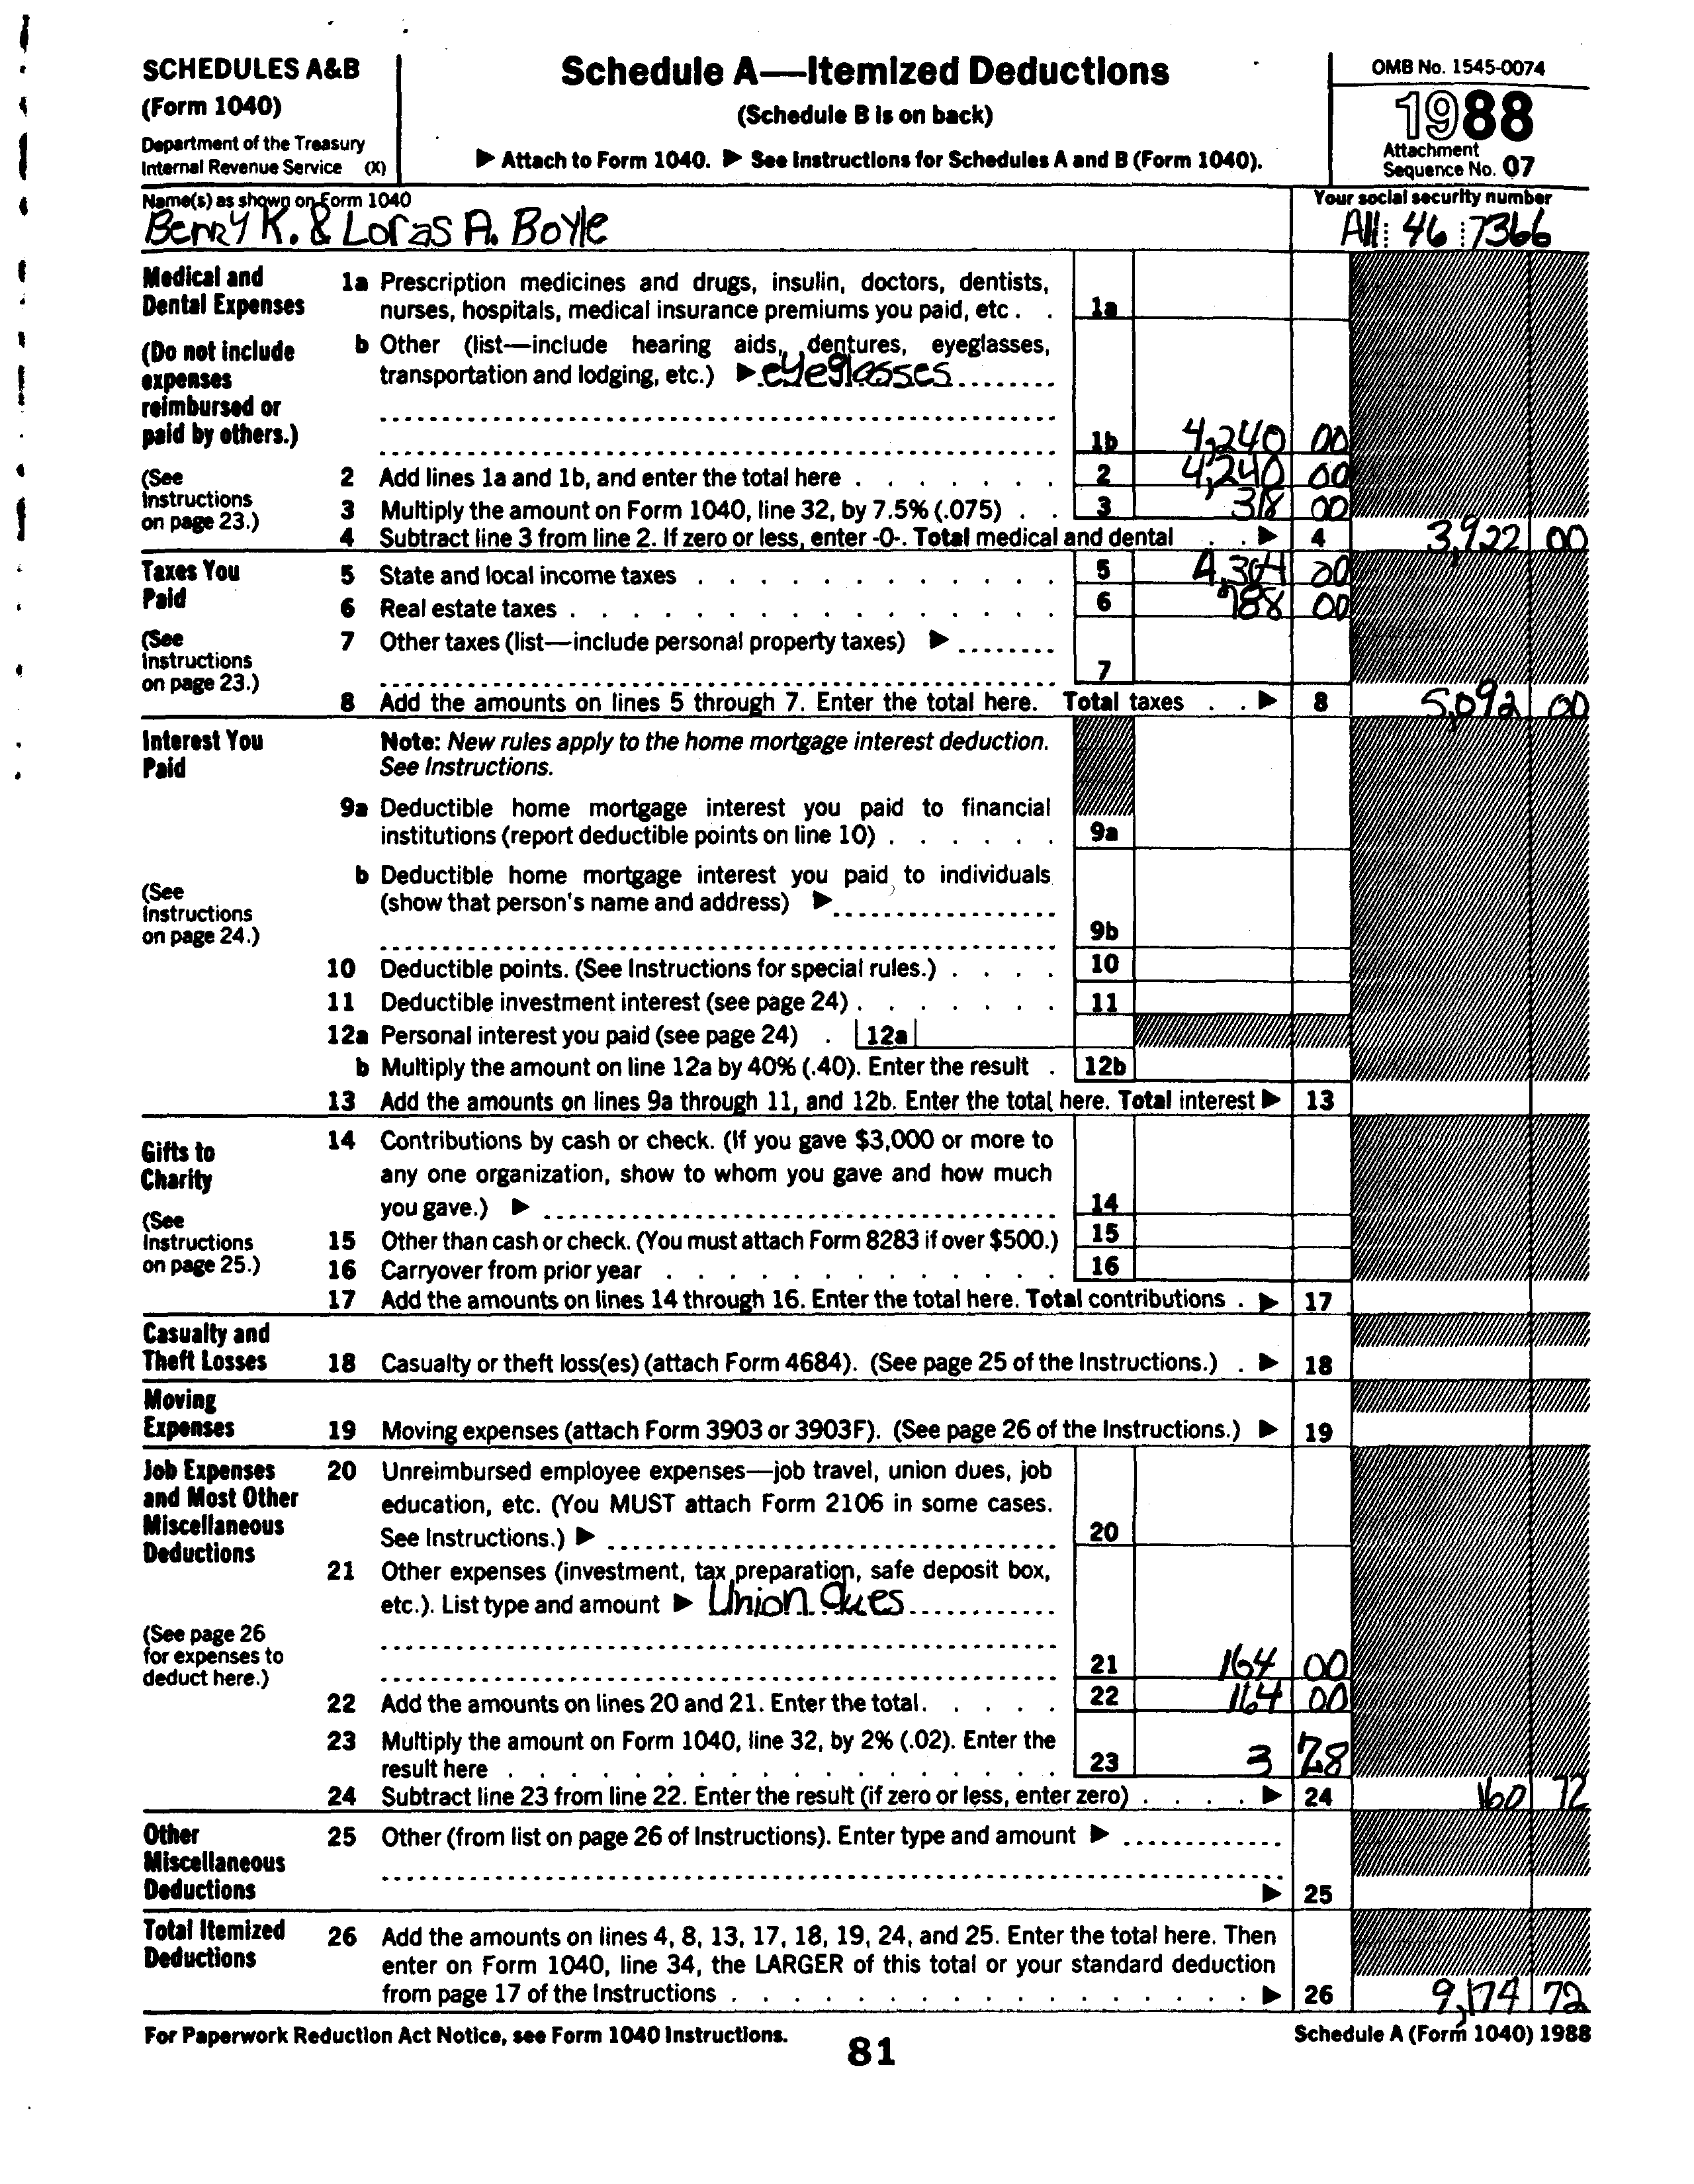 SCHEDULES A&B
(Form 1040)
Department of the Treasury
Internal Revenue Service (X)
Schedule A—Itemized Deductions
(Schedule B is on back)
▶ Attach to Form 1040. ▶ See Instructions for Schedules A and B (Form 1040).
OMB No. 1545-0074
1988
Attachment
Sequence No. 07
Name(s) as shown on Form 1040
Benzy K. & Loras A. Boyle
Your social security number
All: 46 :7366
Medical and
Dental Expenses
(Do not include
expenses
reimbursed or
paid by others.)
(See
Instructions
on page 23.)
1a Prescription medicines and drugs, insulin, doctors, dentists,
nurses, hospitals, medical insurance premiums you paid, etc . . 1a
b Other (list—include hearing aids, dentures, eyeglasses,
transportation and lodging, etc.) ▶ eyeglasses
1b 4,240 00
2 Add lines 1a and 1b, and enter the total here . . . . . . . 2 4,240 00
3 Multiply the amount on Form 1040, line 32, by 7.5% (.075) . . 3 318 00
4 Subtract line 3 from line 2. If zero or less, enter -0-. Total medical and dental . . ▶ 4 3,922 00
Taxes You
Paid
(See
Instructions
on page 23.)
5 State and local income taxes . . . . . . . . . . . . 5 4,304 00
6 Real estate taxes . . . . . . . . . . . . . . . . 6 788 00
7 Other taxes (list—include personal property taxes) ▶
7
8 Add the amounts on lines 5 through 7. Enter the total here. Total taxes . . ▶ 8 5,092 00
Interest You
Paid
(See
Instructions
on page 24.)
Note: New rules apply to the home mortgage interest deduction.
See Instructions.
9a Deductible home mortgage interest you paid to financial
institutions (report deductible points on line 10) . . . . . . 9a
b Deductible home mortgage interest you paid to individuals
(show that person's name and address) ▶
9b
10 Deductible points. (See Instructions for special rules.) . . . . 10
11 Deductible investment interest (see page 24) . . . . . . . 11
12a Personal interest you paid (see page 24) . 12a
b Multiply the amount on line 12a by 40% (.40). Enter the result . 12b
13 Add the amounts on lines 9a through 11, and 12b. Enter the total here. Total interest ▶ 13
Gifts to
Charity
(See
Instructions
on page 25.)
14 Contributions by cash or check. (If you gave $3,000 or more to
any one organization, show to whom you gave and how much
you gave.) ▶ 14
15 Other than cash or check. (You must attach Form 8283 if over $500.) 15
16 Carryover from prior year . . . . . . . . . . . . . 16
17 Add the amounts on lines 14 through 16. Enter the total here. Total contributions . ▶ 17
Casualty and
Theft Losses
18 Casualty or theft loss(es) (attach Form 4684). (See page 25 of the Instructions.) . ▶ 18
Moving
Expenses
19 Moving expenses (attach Form 3903 or 3903F). (See page 26 of the Instructions.) ▶ 19
Job Expenses
and Most Other
Miscellaneous
Deductions
(See page 26
for expenses to
deduct here.)
20 Unreimbursed employee expenses—job travel, union dues, job
education, etc. (You MUST attach Form 2106 in some cases.
See Instructions.) ▶ 20
21 Other expenses (investment, tax preparation, safe deposit box,
etc.). List type and amount ▶ Union dues
21 164 00
22 Add the amounts on lines 20 and 21. Enter the total. . . . . 22 164 00
23 Multiply the amount on Form 1040, line 32, by 2% (.02). Enter the
result here . . . . . . . . . . . . . . . . . . 23 3 28
24 Subtract line 23 from line 22. Enter the result (if zero or less, enter zero) . . . . ▶ 24 160 72
Other
Miscellaneous
Deductions
25 Other (from list on page 26 of Instructions). Enter type and amount ▶
▶ 25
Total Itemized
Deductions
26 Add the amounts on lines 4, 8, 13, 17, 18, 19, 24, and 25. Enter the total here. Then
enter on Form 1040, line 34, the LARGER of this total or your standard deduction
from page 17 of the Instructions . . . . . . . . . . . . . . . . . . ▶ 26 9,174 72
For Paperwork Reduction Act Notice, see Form 1040 Instructions.
81
Schedule A (Form 1040) 1988